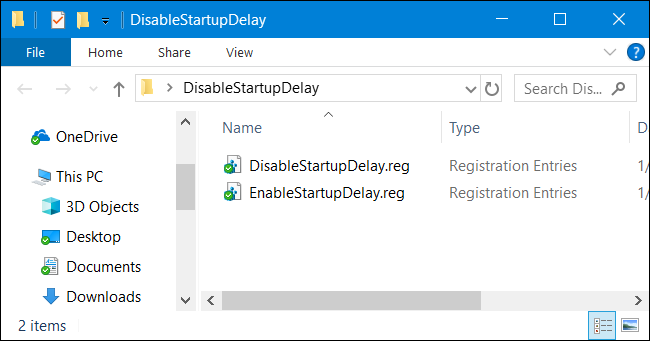 DisableStartupDelay
File Home Share View ?
DisableStartupDelay Search Dis...
OneDrive
This PC
3D Objects
Desktop
Documents
Downloads
Name Type D
DisableStartupDelay.reg Registration Entries 1/
EnableStartupDelay.reg Registration Entries 1/
2 items